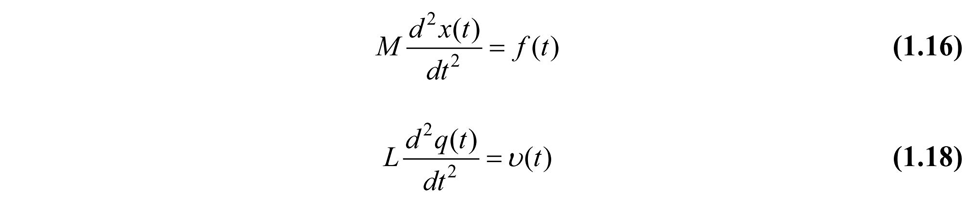 M d²x(t)/dt² = f(t) (1.16)
L d²q(t)/dt² = υ(t) (1.18)